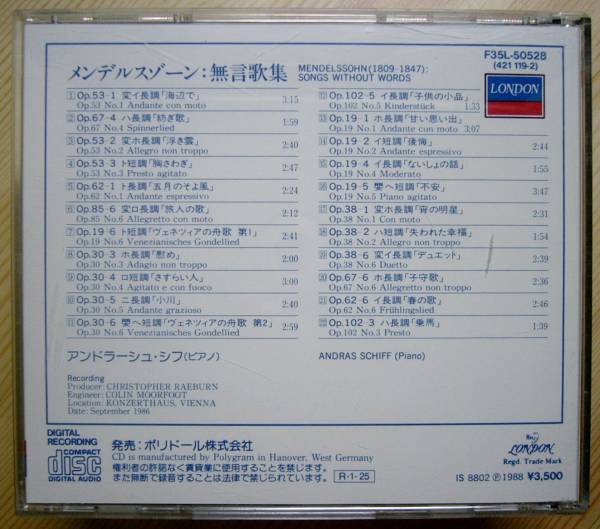 F35L-50528
(421 119-2)
メンデルスゾーン:無言歌集
MENDELSSOHN(1809-1847):
SONGS WITHOUT WORDS
LONDON
1 Op.53-1 変イ長調「海辺で」
Op.53 No.1 Andante con moto 3:15
2 Op.67-4 ハ長調「紡ぎ歌」
Op.67 No.4 Spinnerlied 1:59
3 Op.53-2 変ホ長調「浮き雲」
Op.53 No.2 Allegro non troppo 2:40
4 Op.53-3 ト短調「胸さわぎ」
Op.53 No.3 Presto agitato 2:47
5 Op.62-1 ト長調「五月のそよ風」
Op.62 No.1 Andante espressivo 2:24
6 Op.85-6 変ロ長調「旅人の歌」
Op.85 No.6 Allegretto con moto 2:12
7 Op.19-6 ト短調「ヴェネツィアの舟歌 第1」
Op.19 No.6 Venezianisches Gondellied 2:41
8 Op.30-3 ホ長調「慰め」
Op.30 No.3 Adagio non troppo 2:00
9 Op.30-4 ロ短調「さすらい人」
Op.30 No.4 Agitato e con fuoco 3:00
10 Op.30-5 ニ長調「小川」
Op.30 No.5 Andante grazioso 2:40
11 Op.30-6 嬰ヘ短調「ヴェネツィアの舟歌 第2」
Op.30 No.6 Venezianisches Gondellied 2:59
12 Op.102-5 イ長調「子供の小品」
Op.102 No.5 Kinderstück 1:33
13 Op.19-1 ホ長調「甘い思い出」
Op.19 No.1 Andante con moto 3:07
14 Op.19-2 イ短調「後悔」
Op.19 No.2 Andante espressivo 2:44
15 Op.19-4 イ長調「ないしょの話」
Op.19 No.4 Moderato 1:55
16 Op.19-5 嬰ヘ短調「不安」
Op.19 No.5 Piano agitato 3:47
17 Op.38-1 変ホ長調「宵の明星」
Op.38 No.1 Con moto 2:31
18 Op.38-2 ハ短調「失われた幸福」
Op.38 No.2 Allegro non troppo 1:54
19 Op.38-6 変イ長調「デュエット」
Op.38 No.6 Duetto 2:39
20 Op.67-6 ホ長調「子守歌」
Op.67 No.6 Allegretto non troppo 2:36
21 Op.62-6 イ長調「春の歌」
Op.62 No.6 Frühlingslied 2:46
22 Op.102-3 ハ長調「乗馬」
Op.102 No.3 Presto 1:39
アンドラーシュ・シフ(ピアノ)
ANDRAS SCHIFF (Piano)
Recording
Producer: CHRISTOPHER RAEBURN
Engineer: COLIN MOORFOOT
Location: KONZERTHAUS, VIENNA
Date: September 1986
DIGITAL
RECORDING
COMPACT
disc
DIGITAL AUDIO
発売:ポリドール株式会社
CD is manufactured by Polygram in Hanover, West Germany
権利者の許諾なく賃貸業に使用することを禁じます。
また無断で録音することは法律で禁じられています。
R·1·25
LONDON
Regd. Trade Mark
IS 8802 Ⓟ1988 ¥3,500